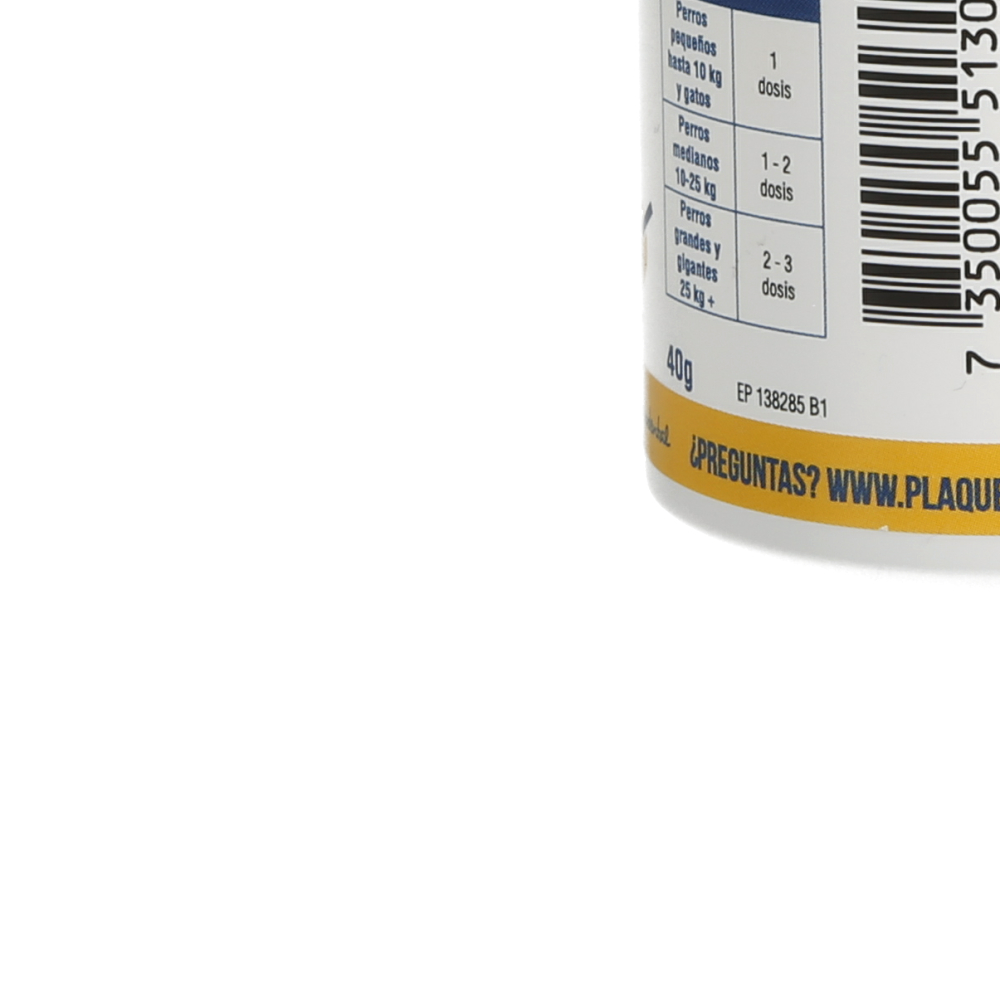 Perros
pequeños
hasta 10 kg
y gatos
1
dosis
Perros
medianos
10-25 kg
1 - 2
dosis
Perros
grandes y
gigantes
25 kg +
2 - 3
dosis
40g
EP 138285 B1
7 350055 5130
¿PREGUNTAS? WWW.PLAQUE